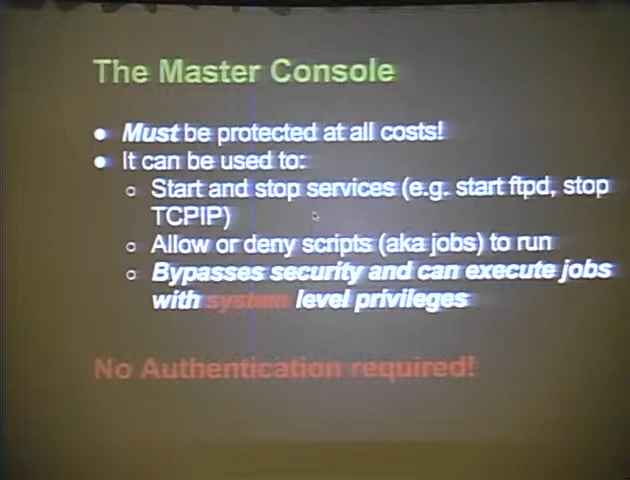 The Master Console
● Must be protected at all costs!
● It can be used to:
○ Start and stop services (e.g. start ftpd, stop
TCPIP)
○ Allow or deny scripts (aka jobs) to run
○ Bypasses security and can execute jobs
with system level privileges
No Authentication required!